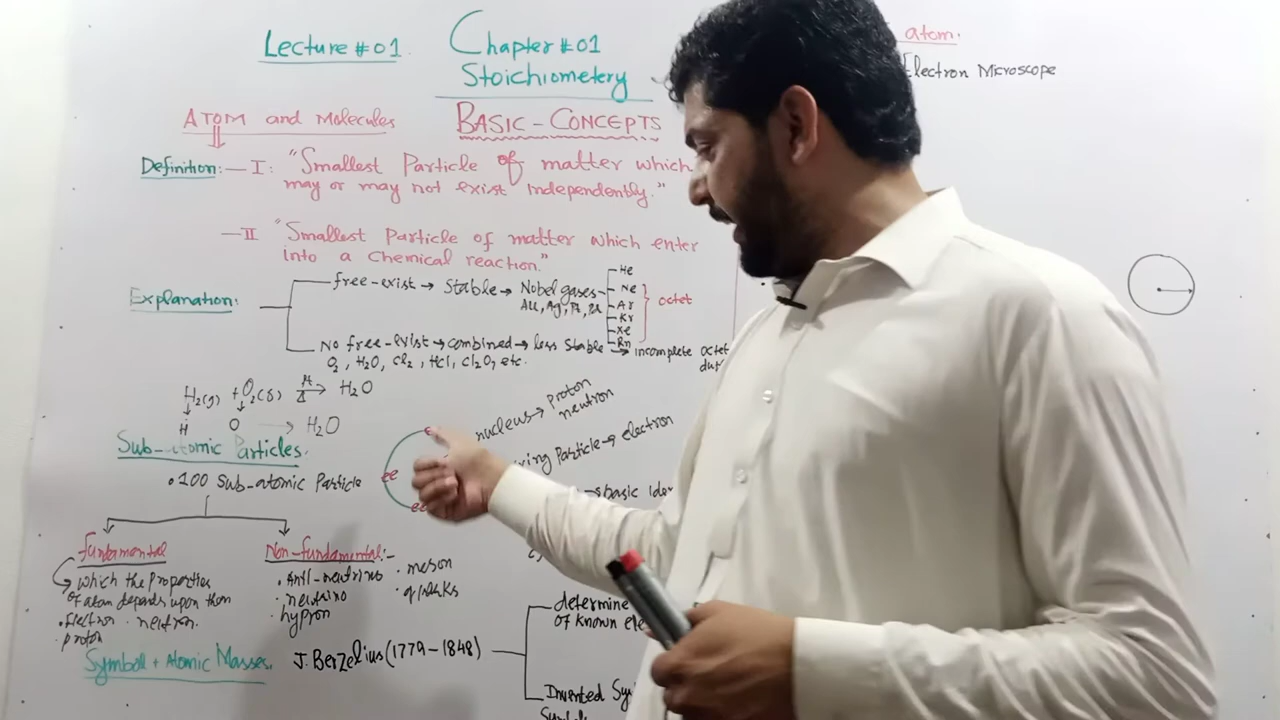 Lecture #01.
Chapter #01
Stoichiometery
atom.
Electron Microscope
ATOM and Molecules
BASIC-CONCEPTS
Definition:- I: "Smallest Particle of matter which
may or may not exist independently."
-II "Smallest Particle of matter which enter
into a chemical reaction."
Explanation:
free-exist → Stable → Nobel gases
He
Ne
Ar
Kr
Xe
Rn
octet
No free-exist → combined → less Stable → incomplete octet
O2, H2O, Cl2, HCl, Cl2O, etc.
H2(g) + O2(g) Pt Δ → H2O
H O → H2O
nucleus → Proton
neutron
Particle → electron
Sub-atomic Particles.
.100 Sub-atomic Particle
ee
Fundamental
which the Properties
of atom depends upon them
.Electron . neutron.
. proton
Non-fundamental:-
. Anti-neutrino . meson
. neutrino . quarks
. hypron
Symbol + Atomic Masses.
J. Berzelius (1779-1848)
determine
of known
Invented